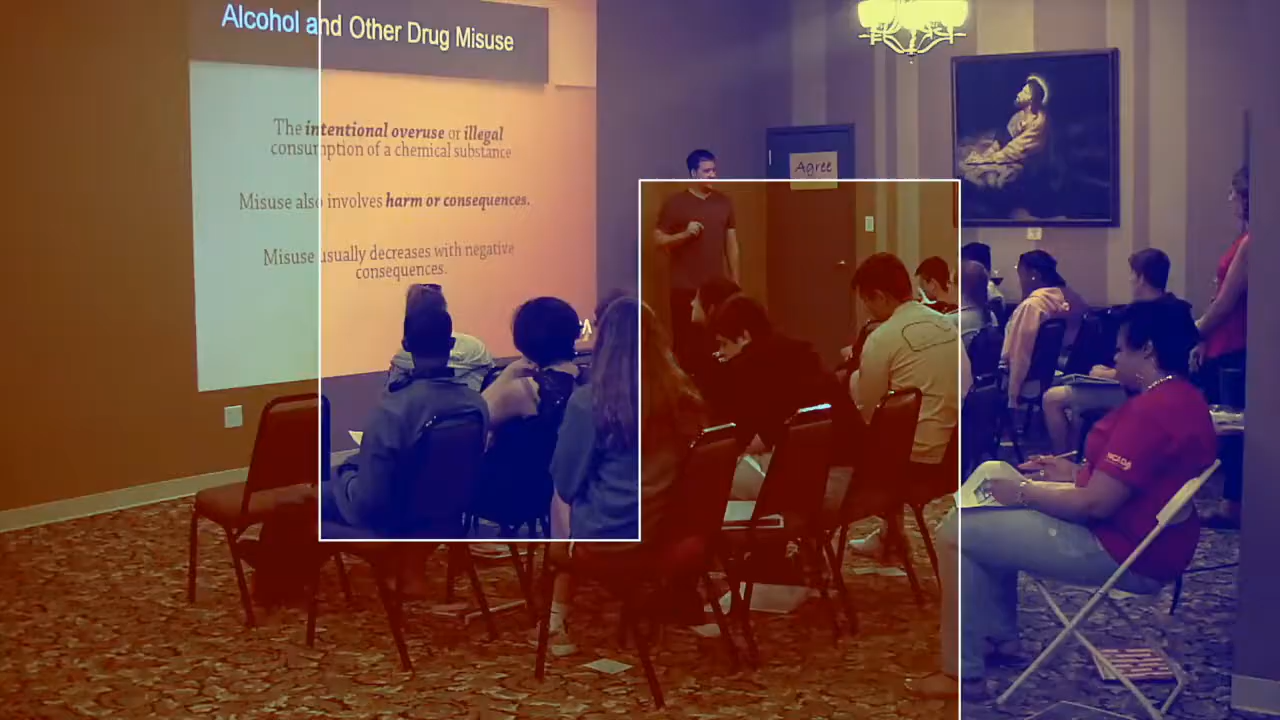 Alcohol and Other Drug Misuse
The intentional overuse or illegal
consumption of a chemical substance
Misuse also involves harm or consequences.
Misuse usually decreases with negative
consequences.
Agree